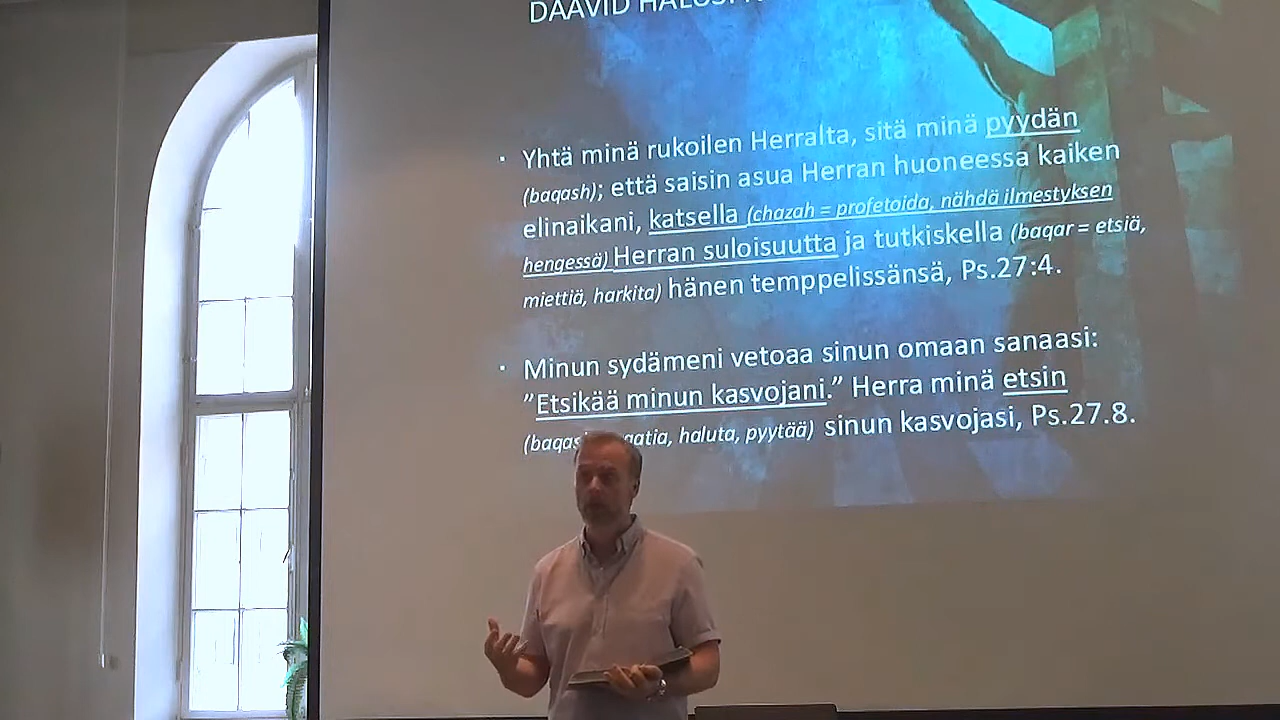 DAAVID
· Yhtä minä rukoilen Herralta, sitä minä pyydän
(baqash); että saisin asua Herran huoneessa kaiken
elinaikani, katsella (chazah = profetoida, nähdä ilmestyksen
hengessä) Herran suloisuutta ja tutkiskella (baqar = etsiä,
miettiä, harkita) hänen temppelissänsä, Ps.27:4.
· Minun sydämeni vetoaa sinun omaan sanaasi:
”Etsikää minun kasvojani.” Herra minä etsin
haluta, pyytää) sinun kasvojasi, Ps.27.8.